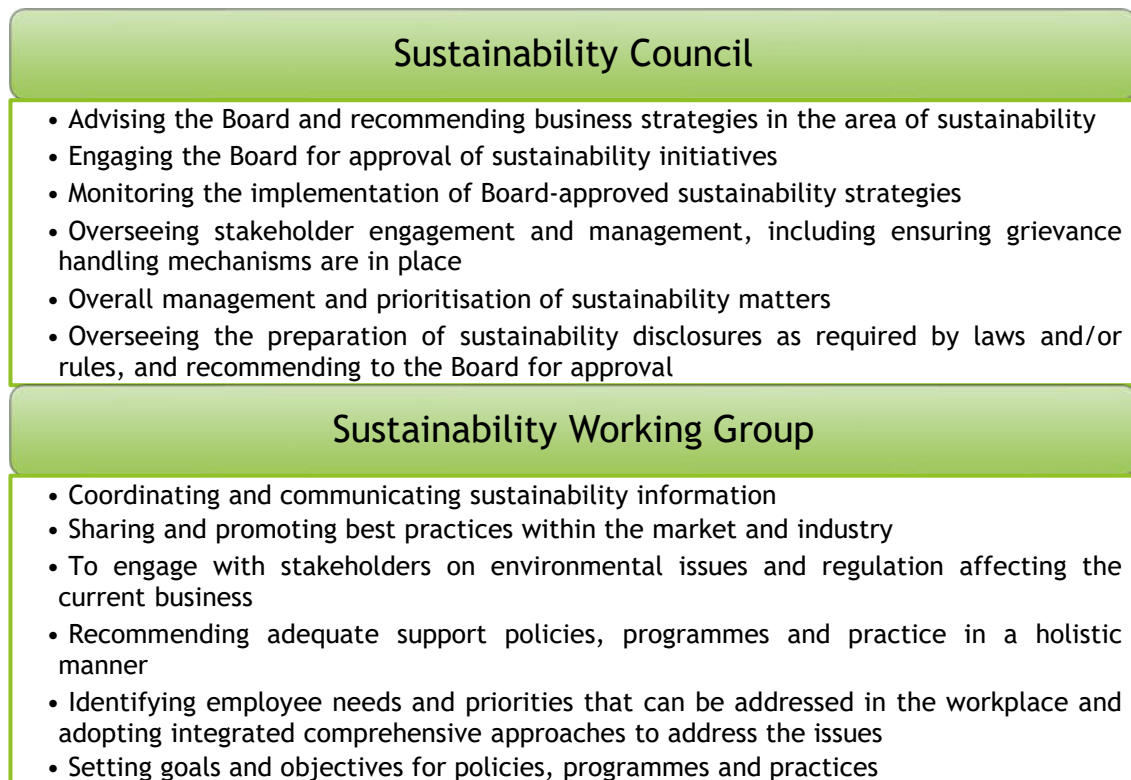 Sustainability Council
• Advising the Board and recommending business strategies in the area of sustainability
• Engaging the Board for approval of sustainability initiatives
• Monitoring the implementation of Board-approved sustainability strategies
• Overseeing stakeholder engagement and management, including ensuring grievance
handling mechanisms are in place
• Overall management and prioritisation of sustainability matters
• Overseeing the preparation of sustainability disclosures as required by laws and/or
rules, and recommending to the Board for approval
Sustainability Working Group
• Coordinating and communicating sustainability information
• Sharing and promoting best practices within the market and industry
• To engage with stakeholders on environmental issues and regulation affecting the
current business
• Recommending adequate support policies, programmes and practice in a holistic
manner
• Identifying employee needs and priorities that can be addressed in the workplace and
adopting integrated comprehensive approaches to address the issues
• Setting goals and objectives for policies, programmes and practices